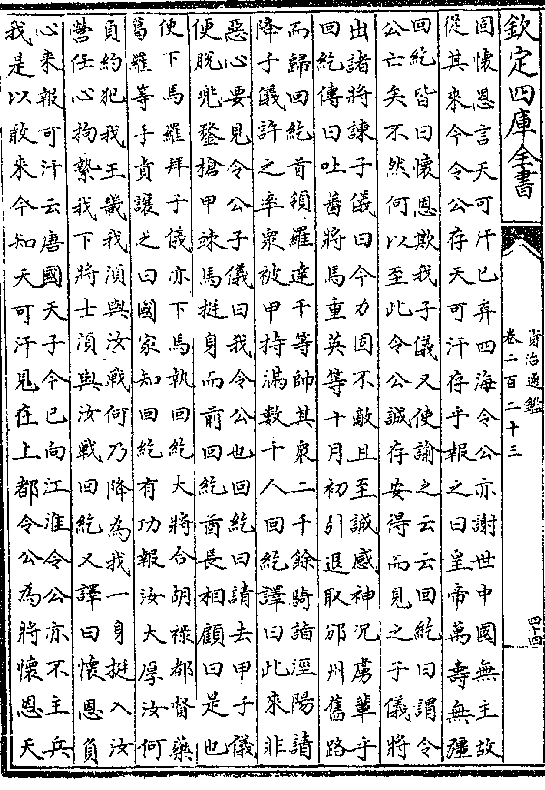 欽定四庫全書
資治通鑑
卷二百二十三
四十四
固懷恩言天可汗已弃四海令公亦謝世中國無主故
從其來今令公存天可汗存乎報之曰皇帝萬壽無疆
回紇皆曰懷恩欺我子儀又使諭之云云回紇曰謂令
公亡矣不然何以至此令公誠存安得而見之子儀將
出諸將諫子儀曰今力固不敵且至誠感神况虜輩乎
回紇傳曰吐蕃將馬重英等十月初引退取邠州舊路
而歸回紇首領羅達干等帥其衆二千餘騎詣涇陽請
降子儀許之率衆被甲持滿數千人回紇譯曰此來非
惡心要見令公子儀曰我令公也回紇曰請去甲子儀
便脫兠鍪槍甲竦馬挺身而前回紇酋長相顧曰是也
使下馬羅拜子儀亦下馬執回紇大將合胡祿都督藥
葛羅等手責讓之曰國家知回紇有功報汝大厚汝何
負約犯我王畿我湏與汝戰何乃降為我一身挺入汝
營任心拘縶我下將士湏與汝戰回紇又譯曰懷恩負
心來報可汗云唐國天子今已向江淮令公亦不主兵
我是以敢來今知天可汗見在上都令公為將懷恩天